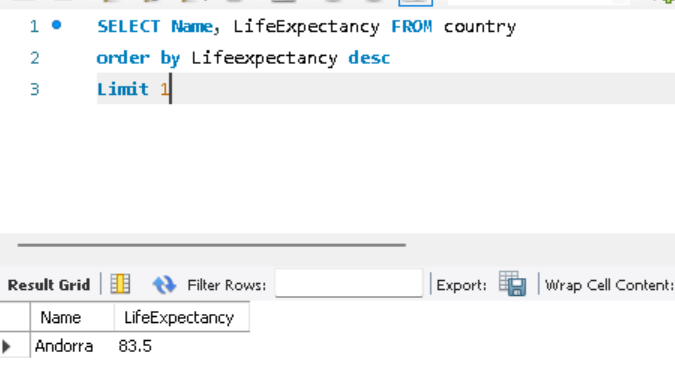 1 SELECT Name, LifeExpectancy FROM country
2 order by Lifeexpectancy desc
3 Limit 1
Result Grid Filter Rows: Export: Wrap Cell Content:
Name LifeExpectancy
Andorra 83.5